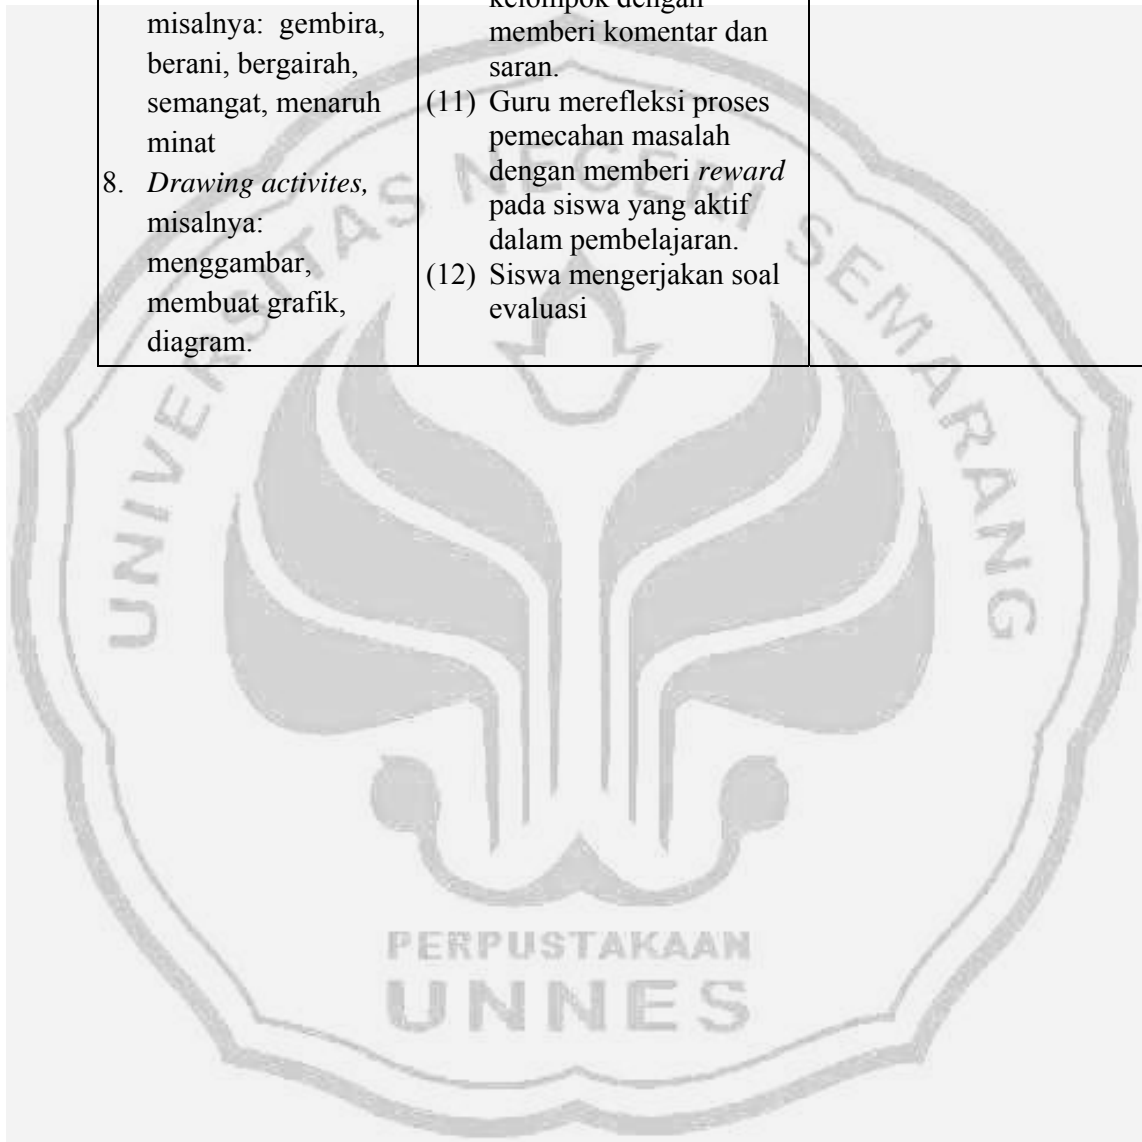 misalnya: gembira,
berani, bergairah,
semangat, menaruh
minat
8. Drawing activites,
misalnya:
menggambar,
membuat grafik,
diagram.
kelompok dengan
memberi komentar dan
saran.
(11) Guru merefleksi proses
pemecahan masalah
dengan memberi reward
pada siswa yang aktif
dalam pembelajaran.
(12) Siswa mengerjakan soal
evaluasi
UNIVERSITAS NEGERI SEMARANG
PERPUSTAKAAN
UNNES